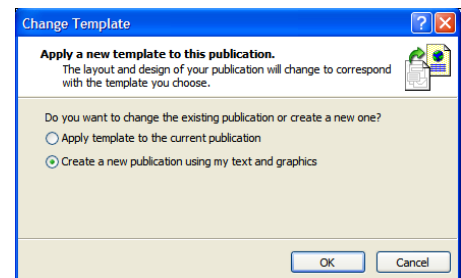 Change Template
Apply a new template to this publication.
The layout and design of your publication will change to correspond
with the template you choose.
Do you want to change the existing publication or create a new one?
Apply template to the current publication
Create a new publication using my text and graphics
OK Cancel